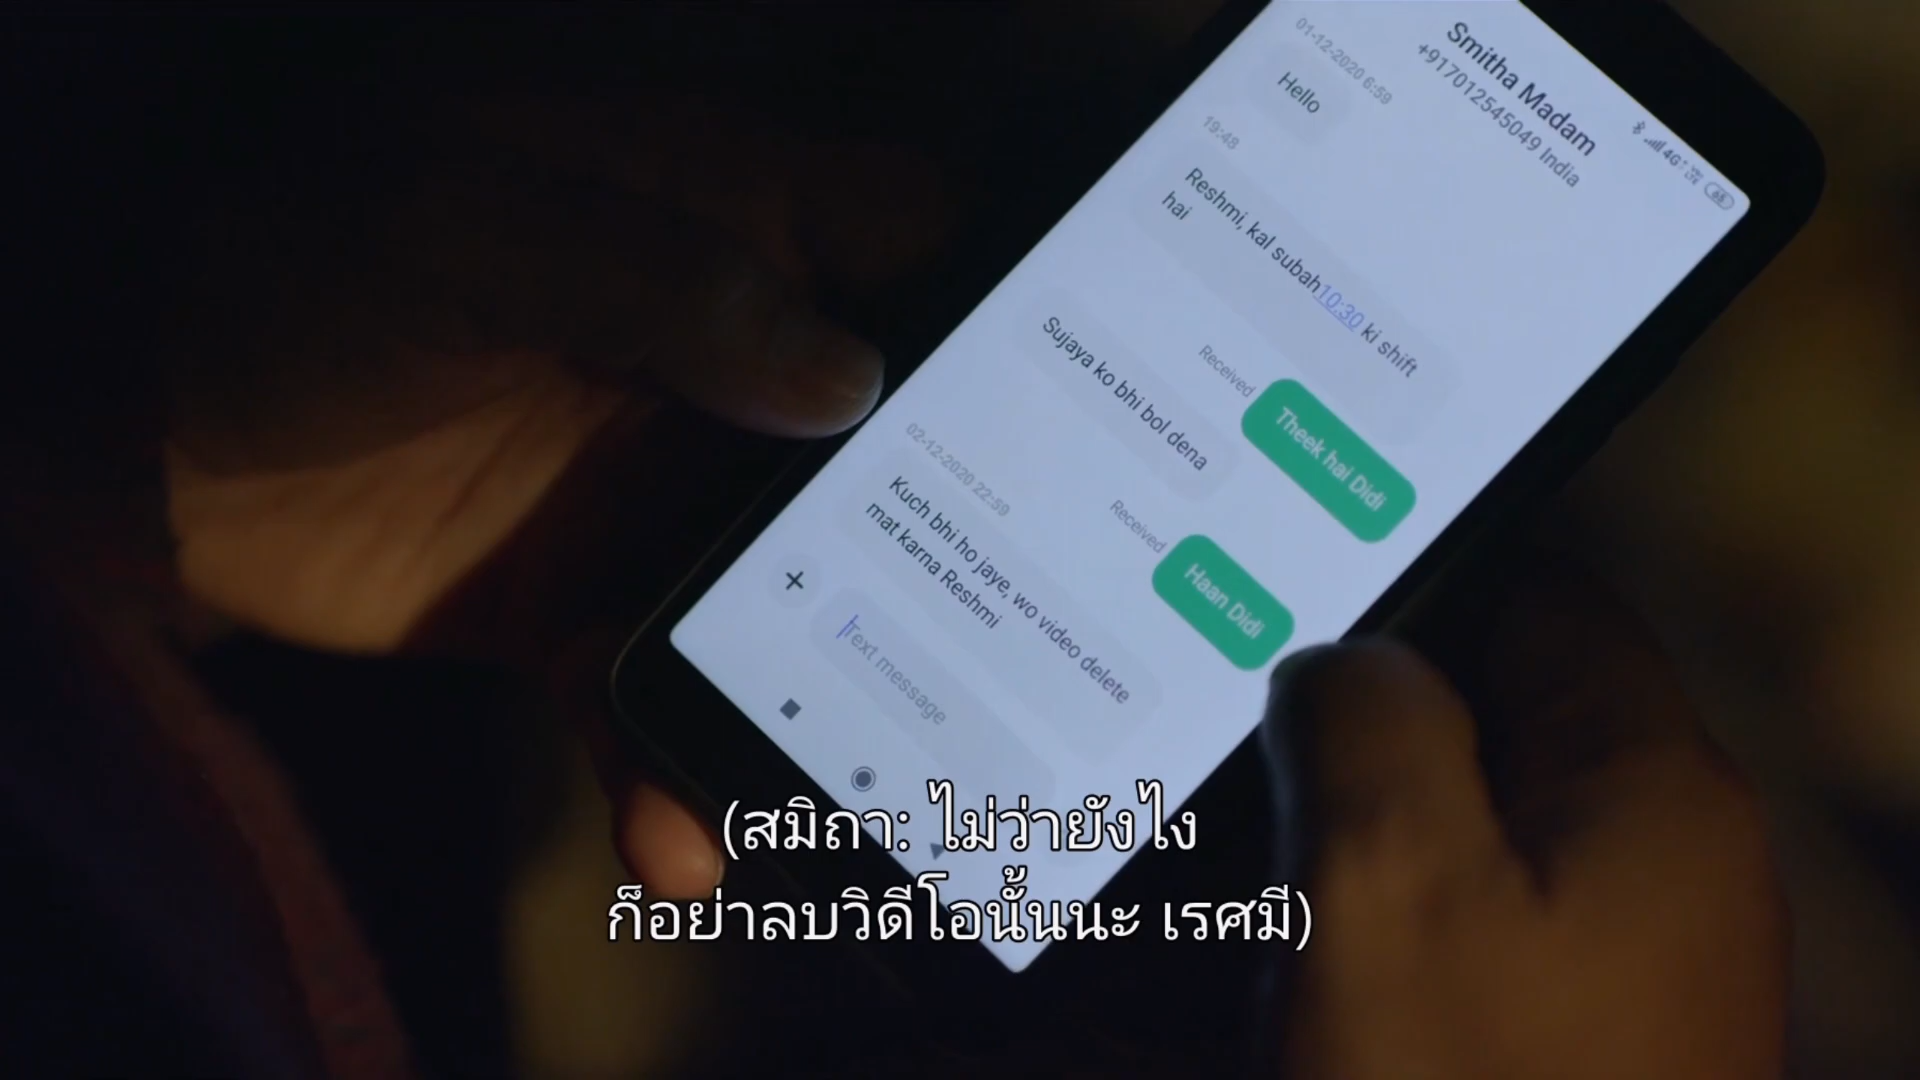 Smitha Madam
+917012545049 India
4G
65
01-12-2020 6:59
Hello
19:48
Reshmi, kal subah 10:30 ki shift
hai
Received
Theek hai Didi
Sujaya ko bhi bol dena
Received
Haan Didi
02-12-2020 22:59
Kuch bhi ho jaye, wo video delete
mat karna Reshmi
Text message
(สมิถา: ไม่ว่ายังไง
ก็อย่าลบวิดีโอนั้นนะ เรศมี)